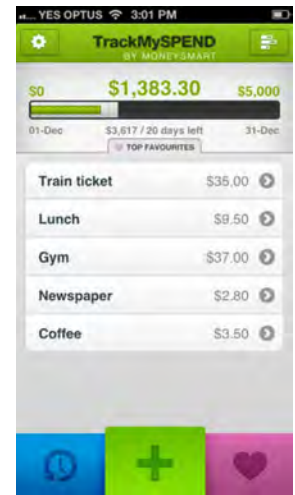 YES OPTUS 3:01 PM
TrackMySPEND
BY MONEYSMART
$0 $1,383.30 $5,000
01-Dec $3,617 / 20 days left 31-Dec
TOP FAVOURITES
Train ticket $35.00
Lunch $9.50
Gym $37.00
Newspaper $2.80
Coffee $3.50